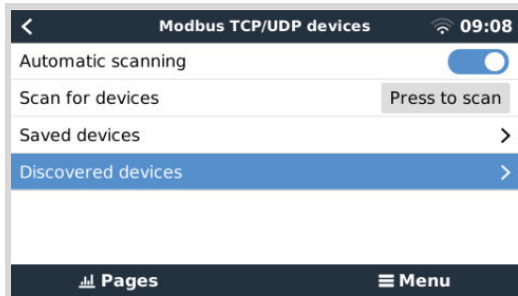 Modbus TCP/UDP devices 09:08
Automatic scanning
Scan for devices Press to scan
Saved devices
Discovered devices
Pages Menu